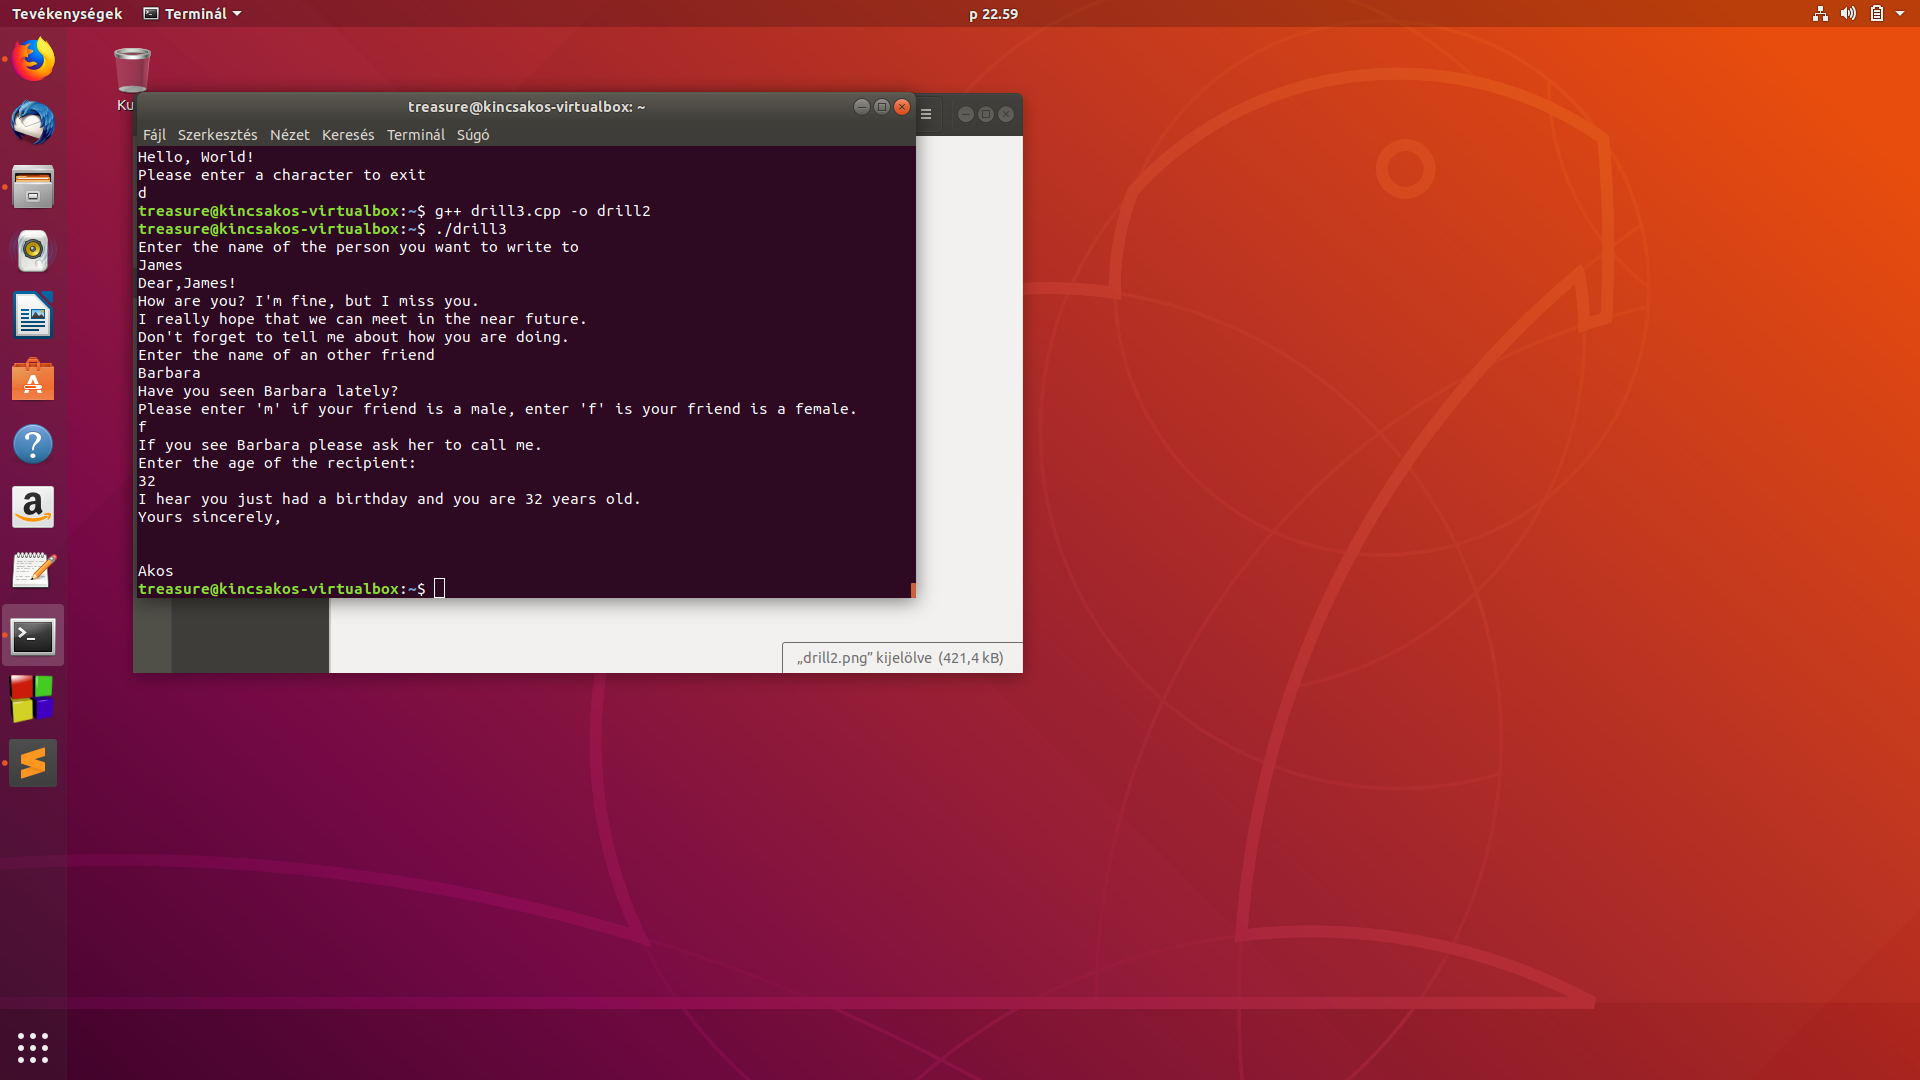 Tevékenységek Terminál p 22.59
Ku
treasure@kincsakos-virtualbox: ~
Fájl Szerkesztés Nézet Keresés Terminál Súgó
Hello, World!
Please enter a character to exit
d
treasure@kincsakos-virtualbox:~$ g++ drill3.cpp -o drill2
treasure@kincsakos-virtualbox:~$ ./drill3
Enter the name of the person you want to write to
James
Dear,James!
How are you? I'm fine, but I miss you.
I really hope that we can meet in the near future.
Don't forget to tell me about how you are doing.
Enter the name of an other friend
Barbara
Have you seen Barbara lately?
Please enter 'm' if your friend is a male, enter 'f' is your friend is a female.
f
If you see Barbara please ask her to call me.
Enter the age of the recipient:
32
I hear you just had a birthday and you are 32 years old.
Yours sincerely,
Akos
treasure@kincsakos-virtualbox:~$
„drill2.png” kijelölve (421,4 kB)